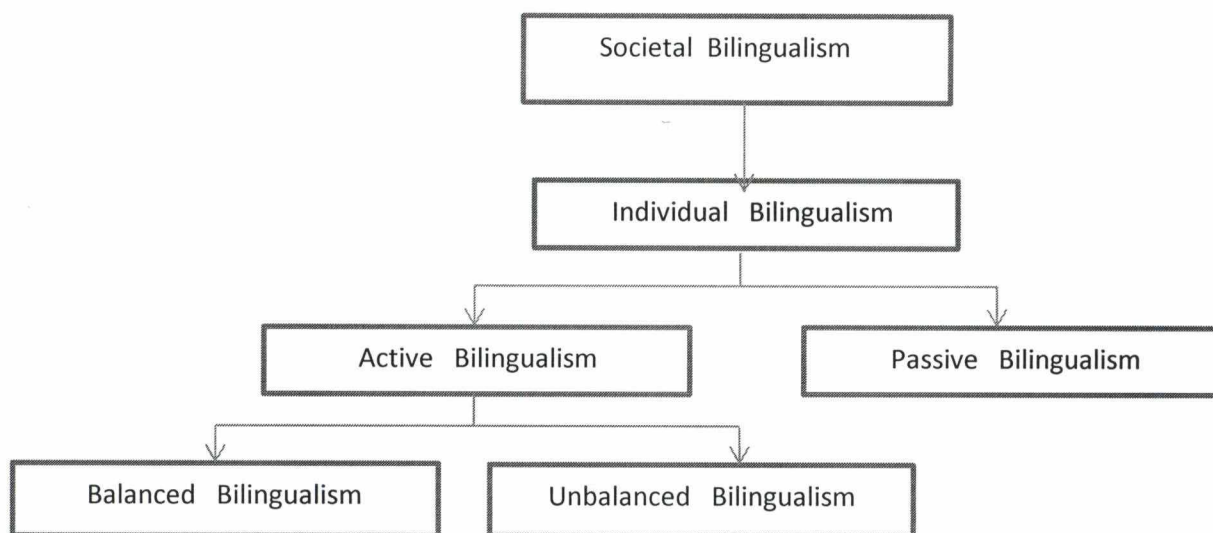 Societal Bilingualism
Individual Bilingualism
Active Bilingualism
Passive Bilingualism
Balanced Bilingualism
Unbalanced Bilingualism